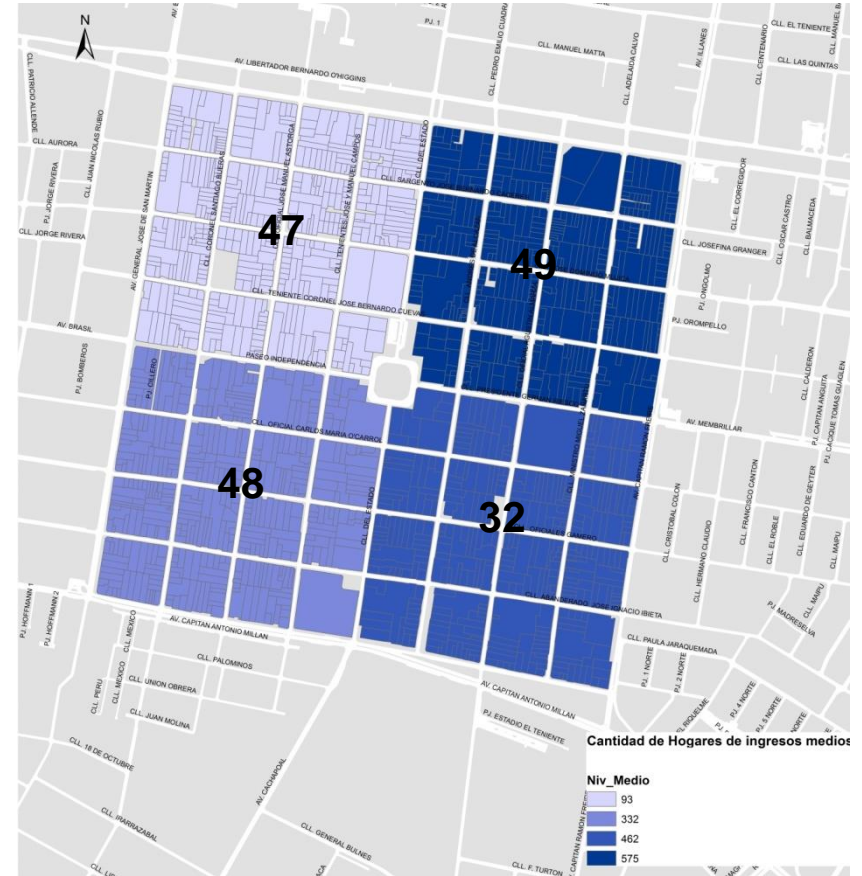 N
PJ. 1
CLL. EL TENIENTE
CLL. MANUEL MATTA
CLL. LAS QUINTAS
CLL. CENTENARIO
AV. ILLANES
CLL. ADELAIDA CALVO
AV. LIBERTADOR BERNARDO O'HIGGINS
CLL. PATRICIO ALLENDE
CLL. JUAN NICOLAS RUBIO
CLL. AURORA
PJ. JORGE RIVERA
CLL. JORGE RIVERA
AV. GENERAL JOSE DE SAN MARTIN
CLL. CORONEL SANTIAGO BUERAS
CLL. DEL ESTADO
CLL. EL CORREGIDOR
CLL. OSCAR CASTRO
CLL. BALMACEDA
CLL. JOSEFINA GRANGER
47
49
PJ. ONGOLMO
PJ. OROMPELLO
CLL. TENIENTE CORONEL JOSE BERNARDO CUEVAS
AV. BRASIL
PJ. BOMBEROS
PJ. CILLERO
PASEO INDEPENDENCIA
CLL. CALDERON
PJ. CAPITAN ANGUITA
PJ. CACIQUE TOMAS GUAGLEN
AV. MEMBRILLAR
CLL. OFICIAL CARLOS MARIA O'CARROL
48
32
CLL. DEL ESTADO
CLL. CRISTOBAL COLON
CLL. FRANCISCO CANTON
CLL. EL ROBLE
CLL. EDUARDO DE GEYTER
CLL. MAIPU
CLL. HERMANO CLAUDIO
CLL. ABANDERADO JOSE IGNACIO IBIETA
CLL. MAIPU
PJ. MADRESELVA
PJ. HOFFMANN 1
PJ. HOFFMANN 2
AV. CAPITAN ANTONIO MILLAN
CLL. MEXICO
CLL. PAULA JARAQUEMADA
CLL. PALOMINOS
PJ. 1 NORTE
PJ. 2 NORTE
CLL. PERU
CLL. MEXICO
CLL. UNION OBRERA
CLL. JUAN MOLINA
AV. CAPITAN ANTONIO MILLAN
PJ. 4 NORTE
PJ. 5 NORTE
PJ. ESTADIO EL TENIENTE
CLL. 18 DE OCTUBRE
AV. CACHAPOAL
CLL. IRARRAZABAL
CLL. GENERAL BULNES
CLL. F. TURTON
Cantidad de Hogares de ingresos medios
Niv_Medio
93
332
462
575